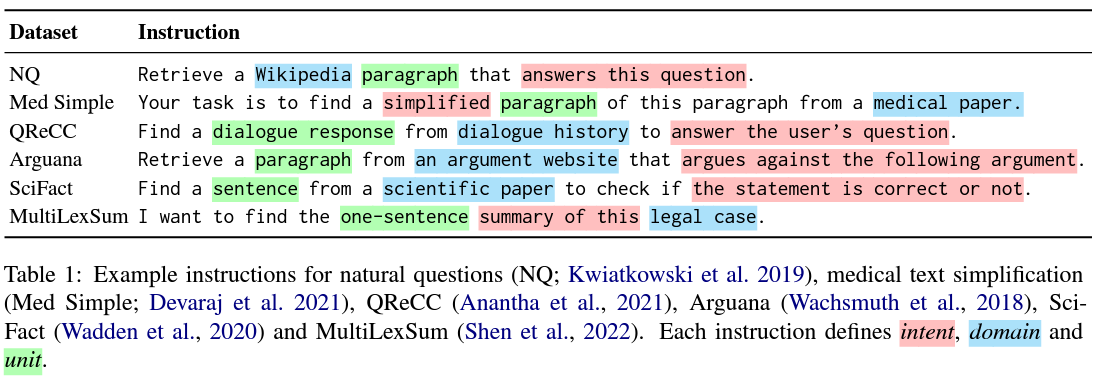 Dataset Instruction
NQ Retrieve a Wikipedia paragraph that answers this question.
Med Simple Your task is to find a simplified paragraph of this paragraph from a medical paper.
QReCC Find a dialogue response from dialogue history to answer the user's question.
Arguana Retrieve a paragraph from an argument website that argues against the following argument.
SciFact Find a sentence from a scientific paper to check if the statement is correct or not.
MultiLexSum I want to find the one-sentence summary of this legal case.
Table 1: Example instructions for natural questions (NQ; Kwiatkowski et al. 2019), medical text simplification
(Med Simple; Devaraj et al. 2021), QReCC (Anantha et al., 2021), Arguana (Wachsmuth et al., 2018), Sci-
Fact (Wadden et al., 2020) and MultiLexSum (Shen et al., 2022). Each instruction defines intent, domain and
unit.